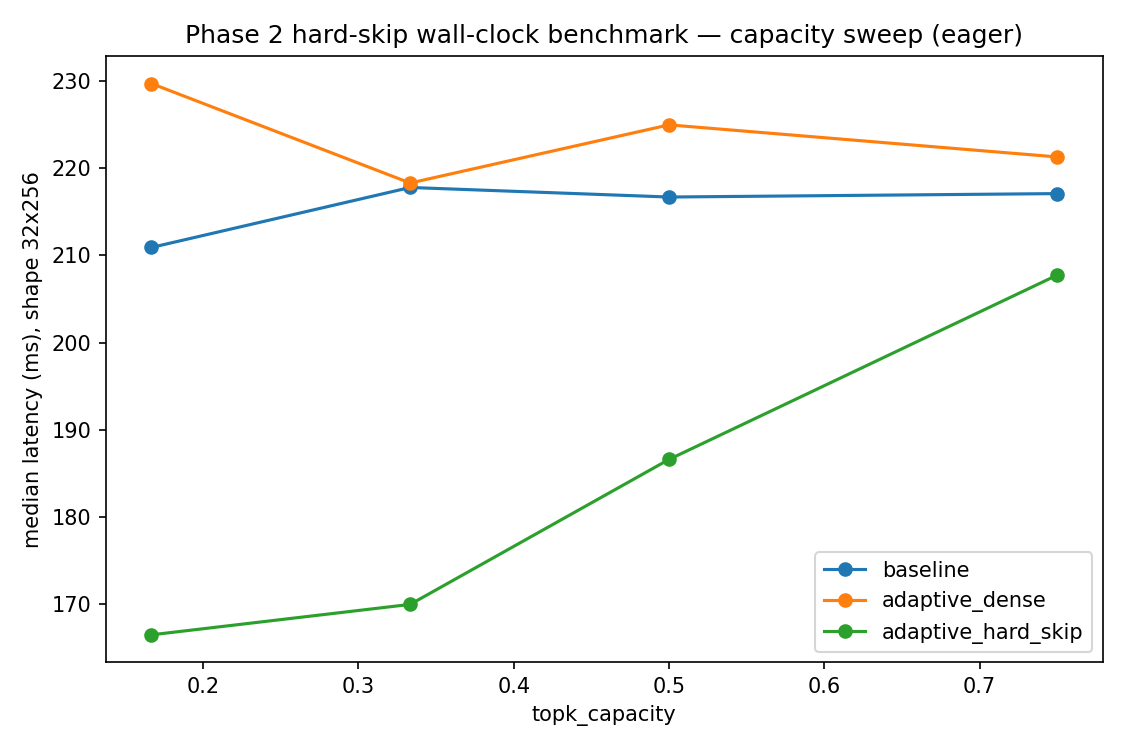 Phase 2 hard-skip wall-clock benchmark — capacity sweep (eager)
median latency (ms), shape 32x256
230
220
210
200
190
180
170
baseline
adaptive_dense
adaptive_hard_skip
0.2 0.3 0.4 0.5 0.6 0.7
topk_capacity